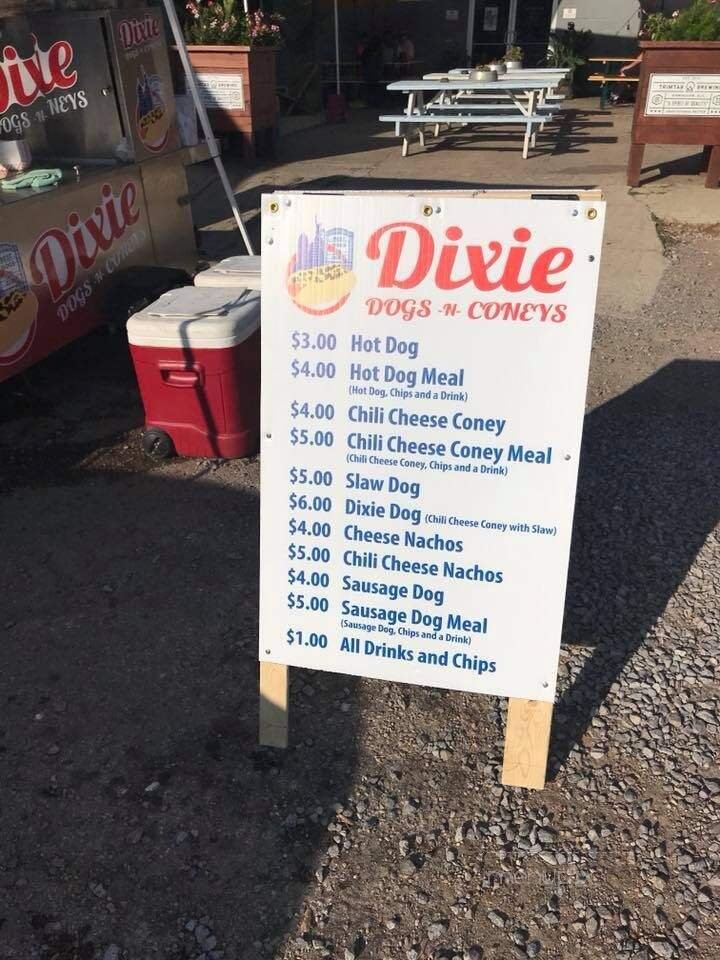 Dixie
DOGS -N- CONEYS
$3.00 Hot Dog
$4.00 Hot Dog Meal
(Hot Dog, Chips and a Drink)
$4.00 Chili Cheese Coney
$5.00 Chili Cheese Coney Meal
(Chili Cheese Coney, Chips and a Drink)
$5.00 Slaw Dog
$6.00 Dixie Dog (Chili Cheese Coney with Slaw)
$4.00 Cheese Nachos
$5.00 Chili Cheese Nachos
$4.00 Sausage Dog
$5.00 Sausage Dog Meal
(Sausage Dog, Chips and a Drink)
$1.00 All Drinks and Chips
Dixie
Dixie
DOGS -N- CONEYS
TRIMTAB BREWING